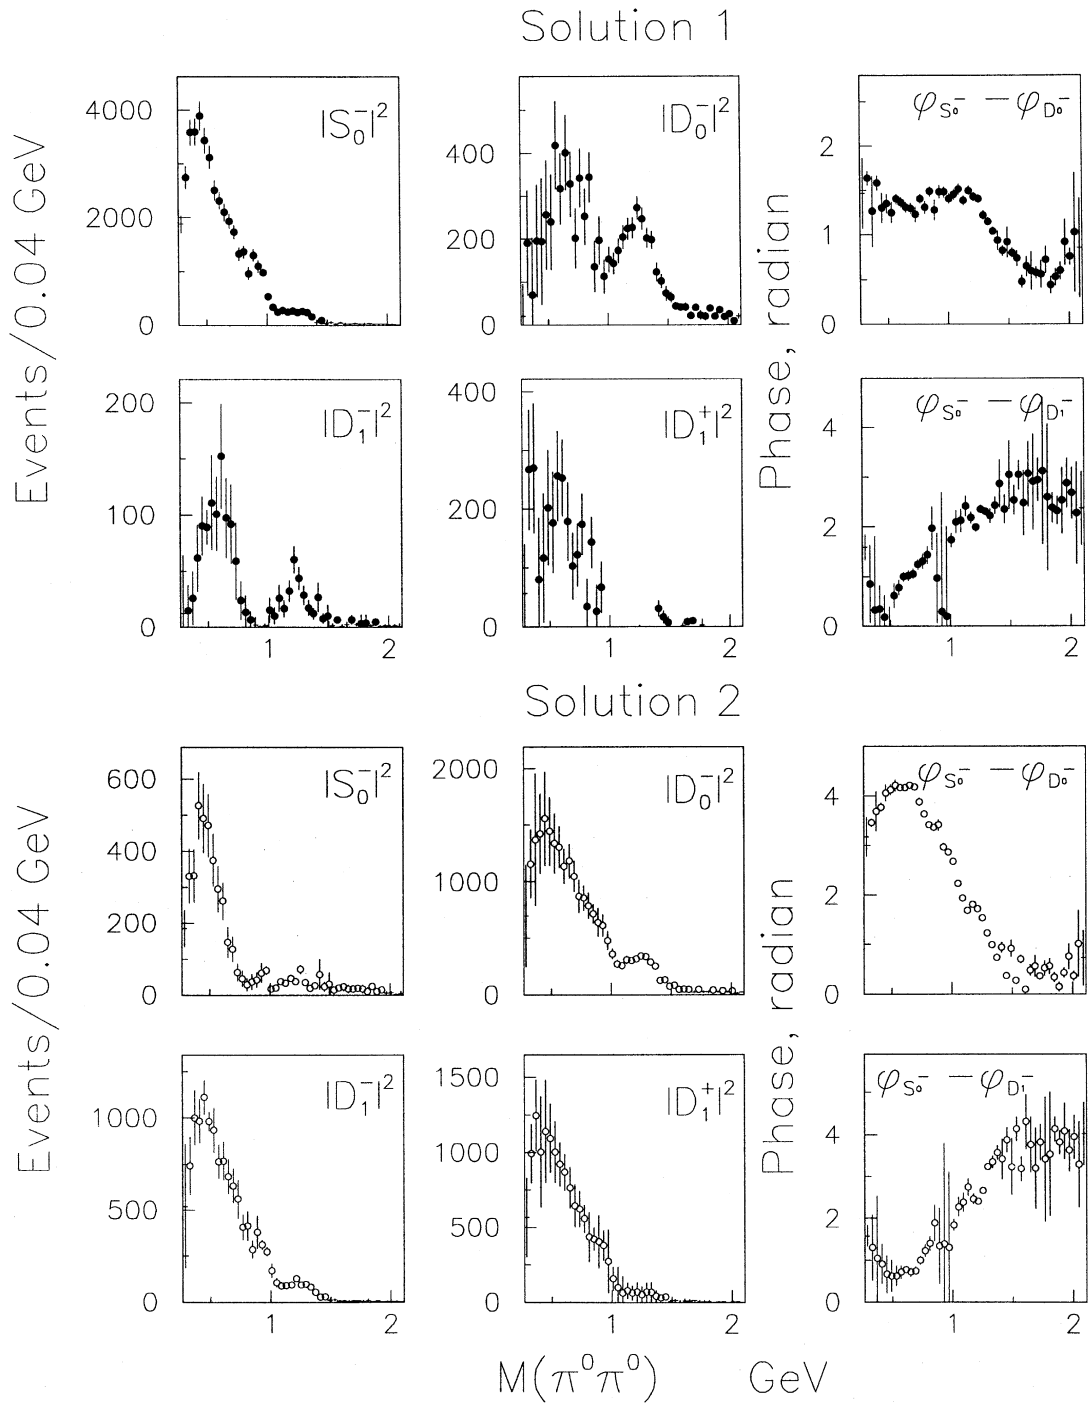 Solution 1
Events/0.04 GeV
Phase, radian
|S₀⁻|²
4000
2000
0
|D₀⁻|²
400
200
0
φS₀⁻ — φD₀⁻
2
1
0
|D₁⁻|²
200
100
0
1
2
|D₁⁺|²
400
200
0
1
2
φS₀⁻ — φD₁⁻
4
2
0
1
2
Solution 2
Events/0.04 GeV
Events/0.04 GeV
Phase, radian
|S₀⁻|²
600
400
200
0
|D₀⁻|²
2000
1000
0
φS₀⁻ — φD₀⁻
4
2
0
|D₁⁻|²
1000
500
0
1
2
|D₁⁺|²
1500
1000
500
0
1
2
φS₀⁻ — φD₁⁻
4
2
0
1
2
M(π⁰π⁰) GeV